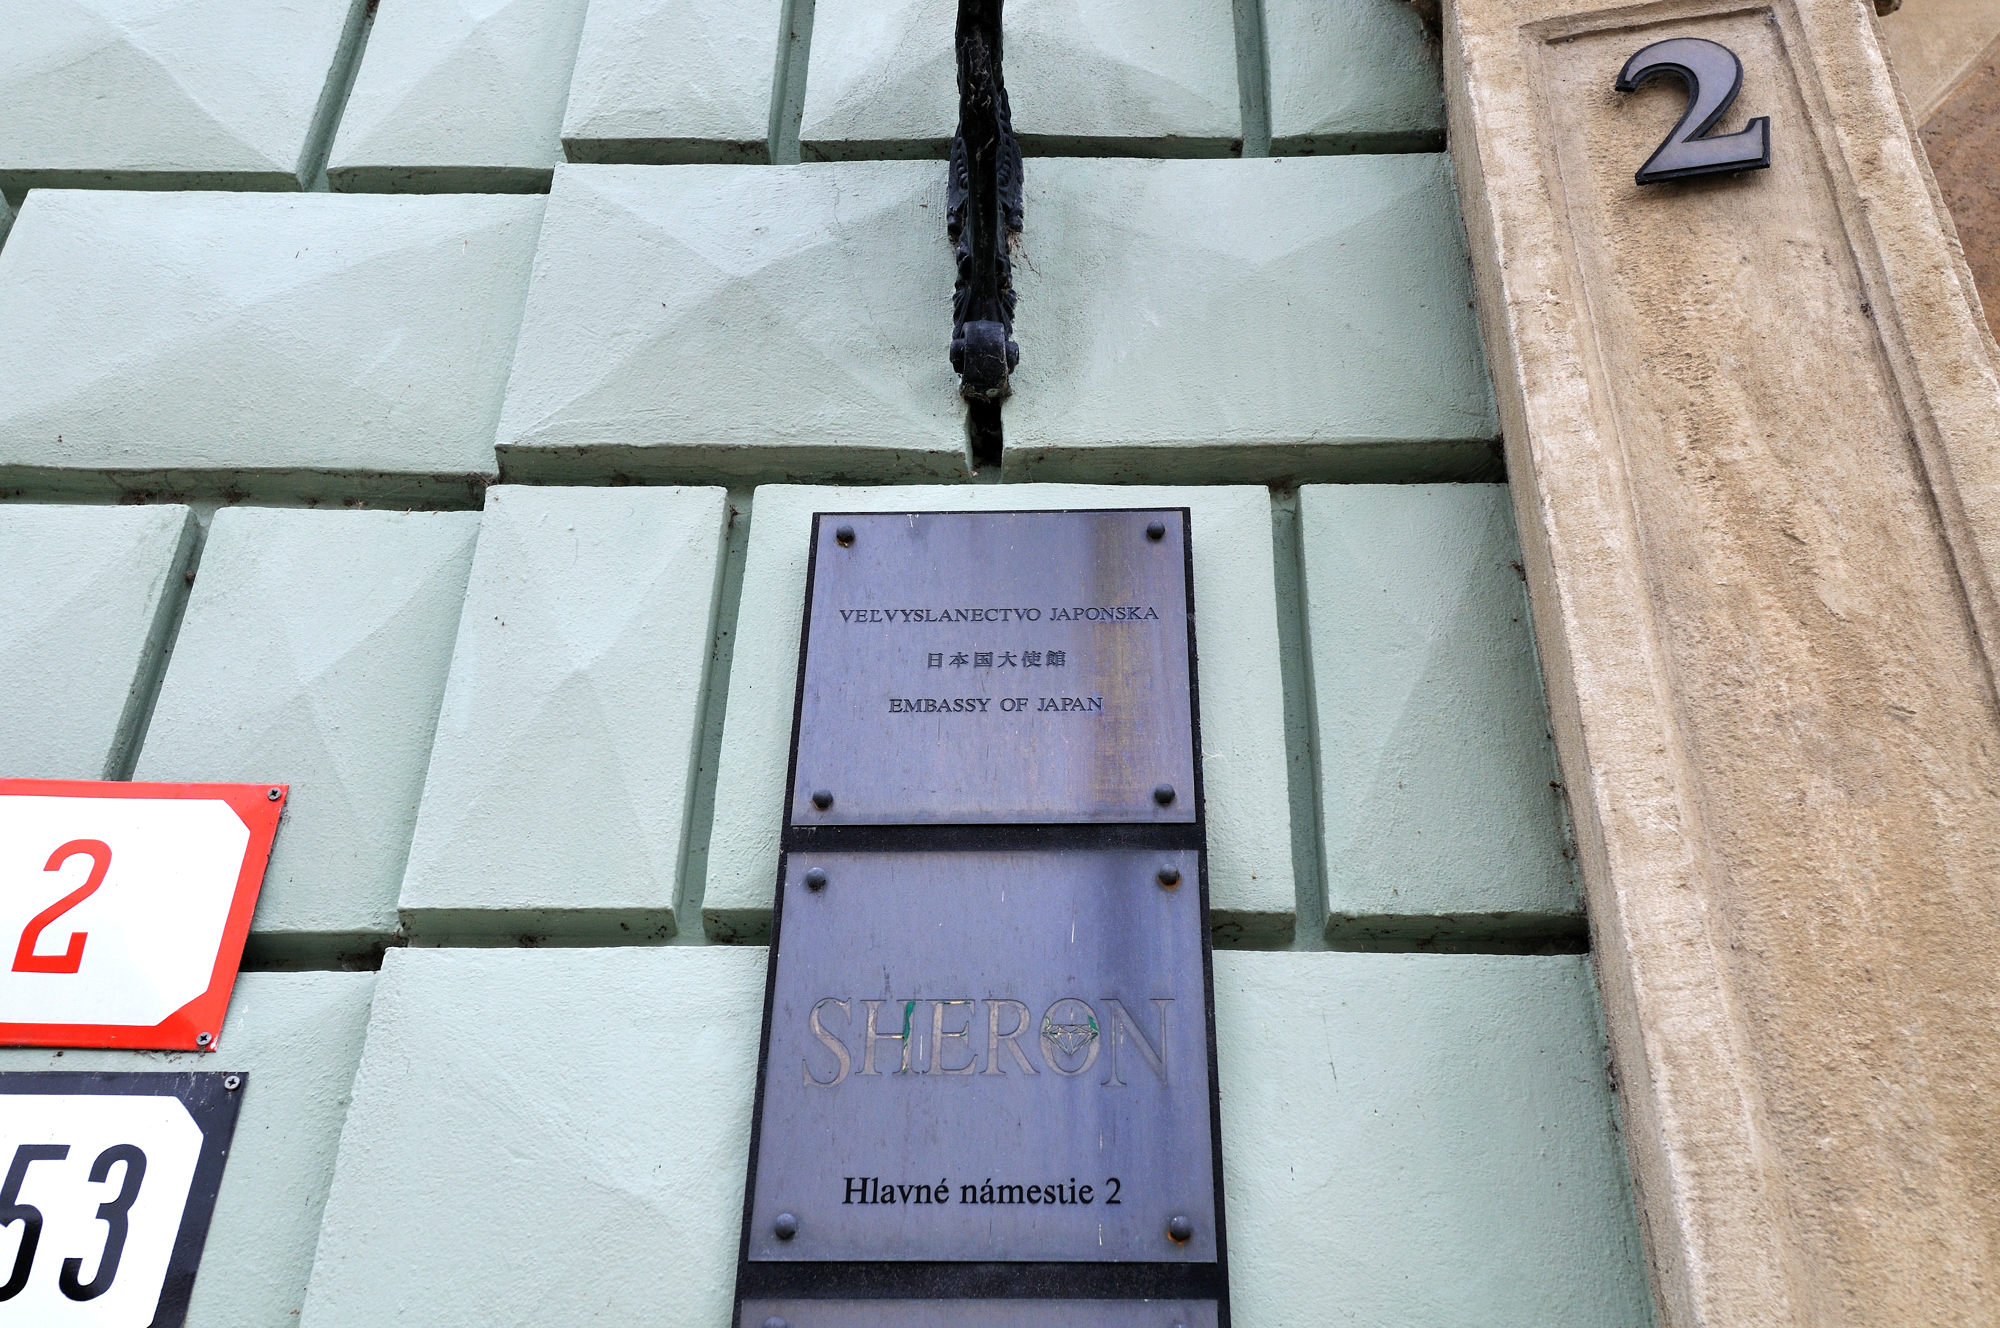 2
VEĽVYSLANECTVO JAPONSKA
日本国大使館
EMBASSY OF JAPAN
2
SHERON
Hlavné námestie 2
53